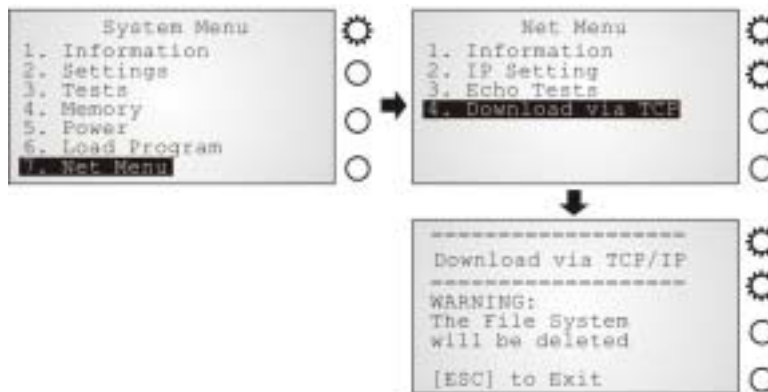 System Menu
1. Information
2. Settings
3. Tests
4. Memory
5. Power
6. Load Program
7. Net Menu
Net Menu
1. Information
2. IP Setting
3. Echo Tests
4. Download via TCP
====================
Download via TCP/IP
====================
WARNING:
The File System
will be deleted
[ESC] to Exit